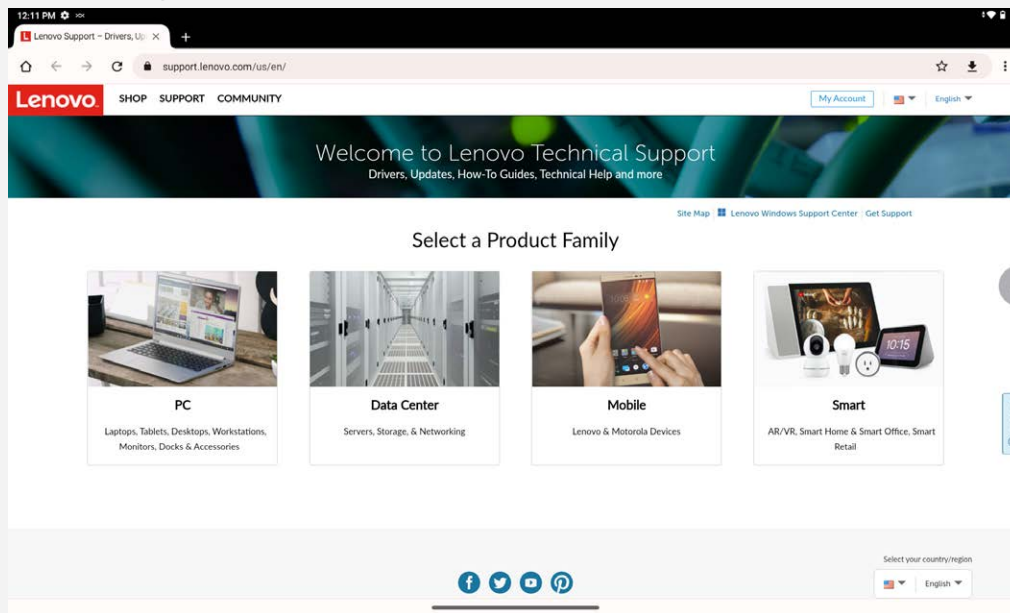 12:11 PM
Lenovo Support – Drivers, Up
support.lenovo.com/us/en/
Lenovo
SHOP SUPPORT COMMUNITY
My Account
English
Welcome to Lenovo Technical Support
Drivers, Updates, How-To Guides, Technical Help and more
Site Map Lenovo Windows Support Center Get Support
Select a Product Family
10:15
PC
Data Center
Mobile
Smart
Laptops, Tablets, Desktops, Workstations,
Monitors, Docks & Accessories
Servers, Storage, & Networking
Lenovo & Motorola Devices
AR/VR, Smart Home & Smart Office, Smart
Retail
Select your country/region
English